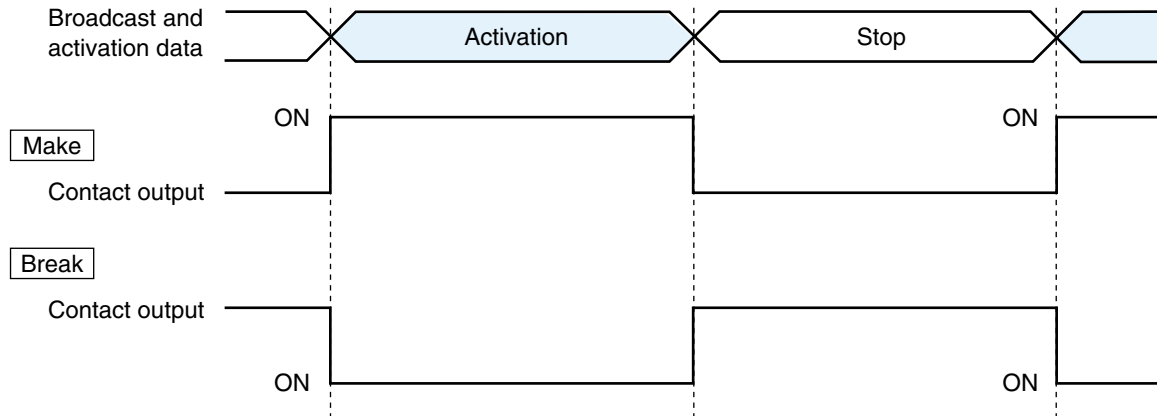 Broadcast and
activation data
Activation
Stop
ON
ON
Make
Contact output
Break
Contact output
ON
ON